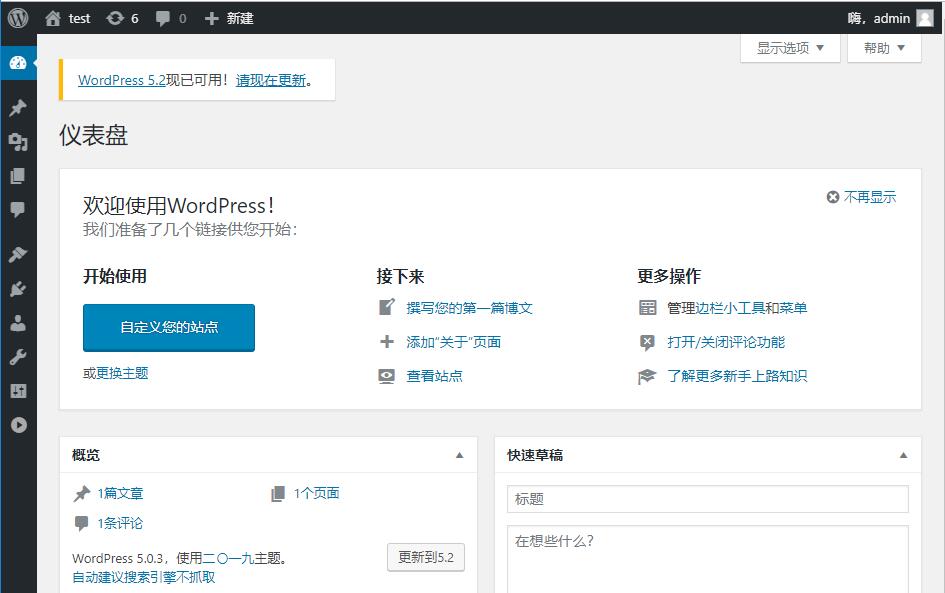 test 6 0 新建 嗨，admin
显示选项 帮助
WordPress 5.2现已可用！请现在更新。
仪表盘
欢迎使用WordPress！
不再显示
我们准备了几个链接供您开始：
开始使用
自定义您的站点
或更换主题
接下来
撰写您的第一篇博文
添加“关于”页面
查看站点
更多操作
管理边栏小工具和菜单
打开/关闭评论功能
了解更多新手上路知识
概览
1篇文章 1个页面
1条评论
WordPress 5.0.3，使用二〇一九主题。 更新到5.2
自动建议搜索引擎不抓取
快速草稿
标题
在想些什么？